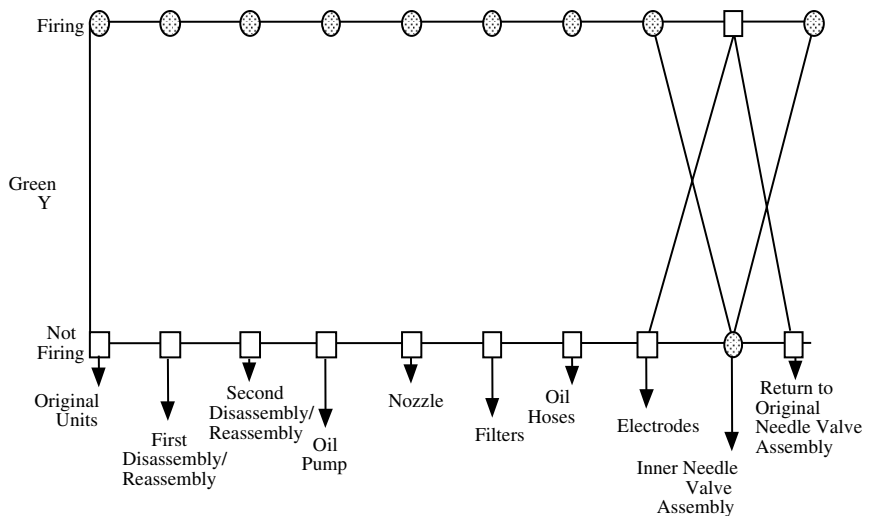 Firing
Green
Y
Not
Firing
Original
Units
First
Disassembly/
Reassembly
Second
Disassembly/
Reassembly
Oil
Pump
Nozzle
Filters
Oil
Hoses
Electrodes
Inner Needle
Valve
Assembly
Return to
Original
Needle Valve
Assembly